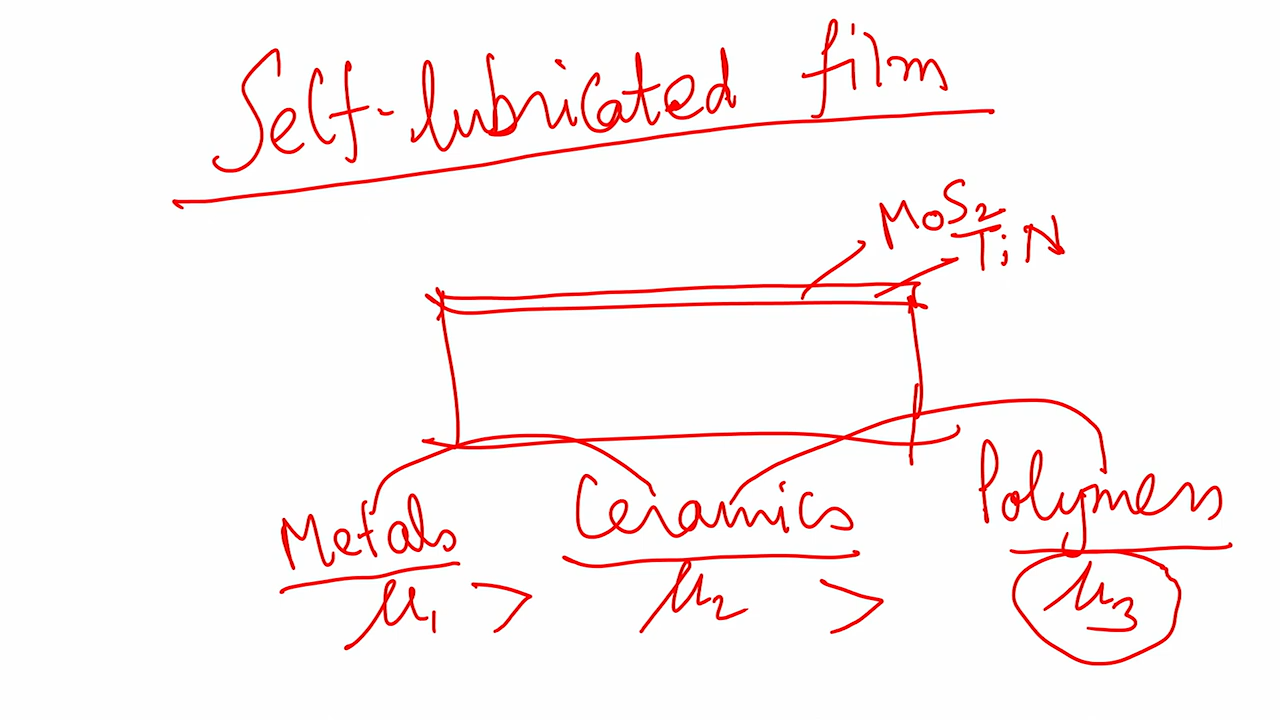 Self-lubricated film
MoS2
TiN
Metals Ceramics Polymers
μ1 > μ2 > μ3